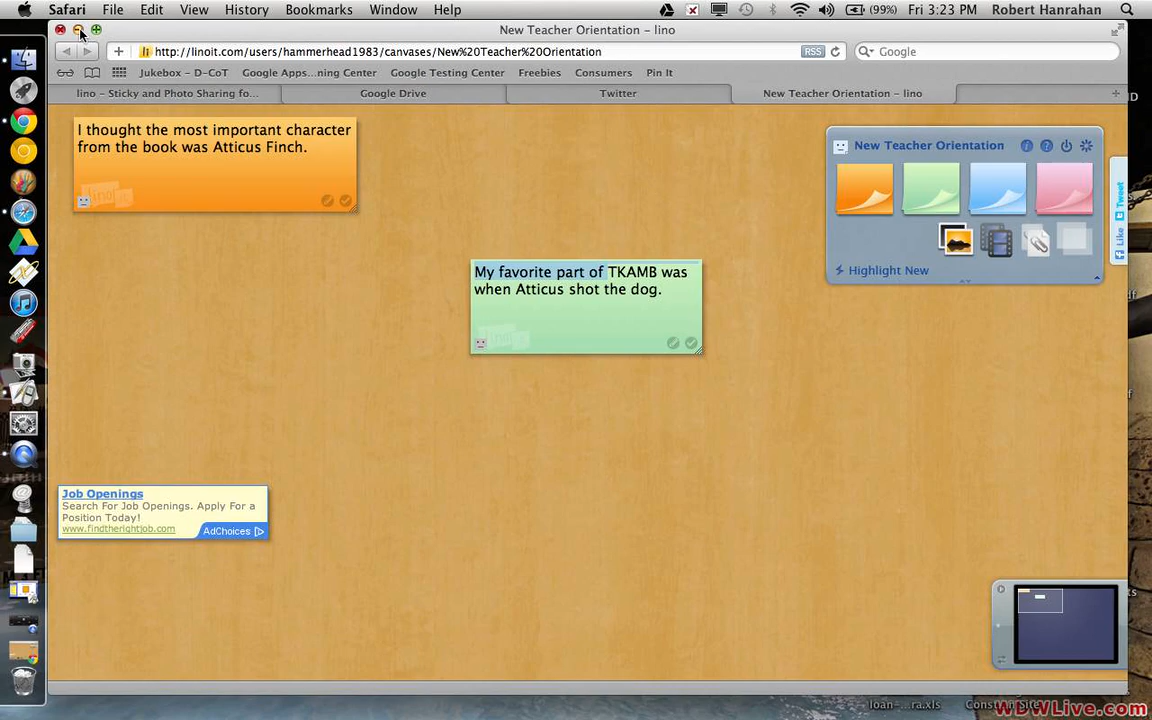 Safari File Edit View History Bookmarks Window Help
(99%) Fri 3:23 PM Robert Hanrahan
New Teacher Orientation – lino
http://linoit.com/users/hammerhead1983/canvases/New%20Teacher%20Orientation RSS Google
Jukebox – D-CoT Google Apps...ning Center Google Testing Center Freebies Consumers Pin It
lino – Sticky and Photo Sharing fo... Google Drive Twitter New Teacher Orientation – lino
I thought the most important character
from the book was Atticus Finch.
New Teacher Orientation
Tweet
Like
Highlight New
My favorite part of TKAMB was
when Atticus shot the dog.
Job Openings
Search For Job Openings. Apply For a
Position Today!
www.findtherightjob.com
AdChoices
loan-...ra.xls
WDWLive.com